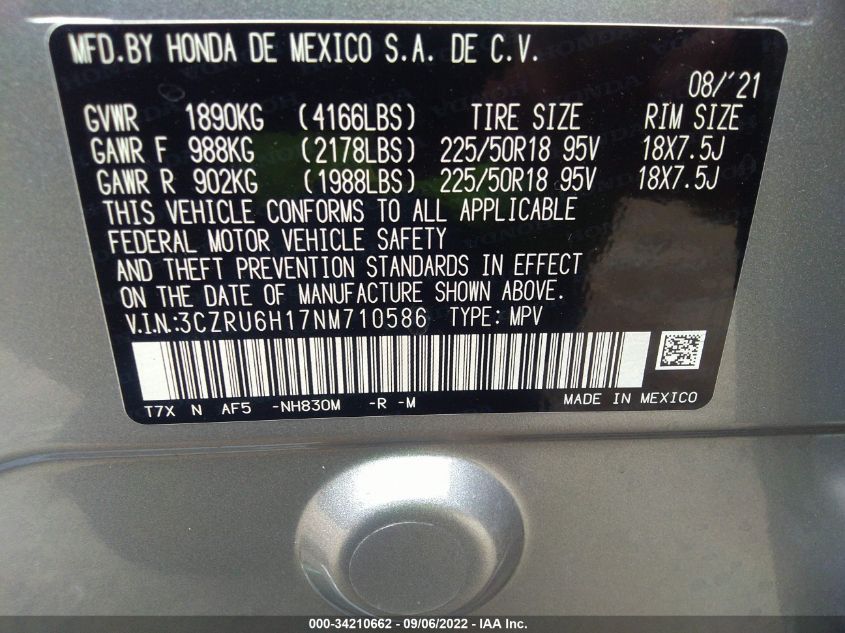 MFD.BY HONDA DE MEXICO S.A. DE C.V.
08/'21
GVWR 1890KG (4166LBS) TIRE SIZE RIM SIZE
GAWR F 988KG (2178LBS) 225/50R18 95V 18X7.5J
GAWR R 902KG (1988LBS) 225/50R18 95V 18X7.5J
THIS VEHICLE CONFORMS TO ALL APPLICABLE
FEDERAL MOTOR VEHICLE SAFETY
AND THEFT PREVENTION STANDARDS IN EFFECT
ON THE DATE OF MANUFACTURE SHOWN ABOVE.
V.I.N:3CZRU6H17NM710586 TYPE: MPV
T7X N AF5 -NH830M -R -M MADE IN MEXICO
000-34210662 - 09/06/2022 - IAA Inc.